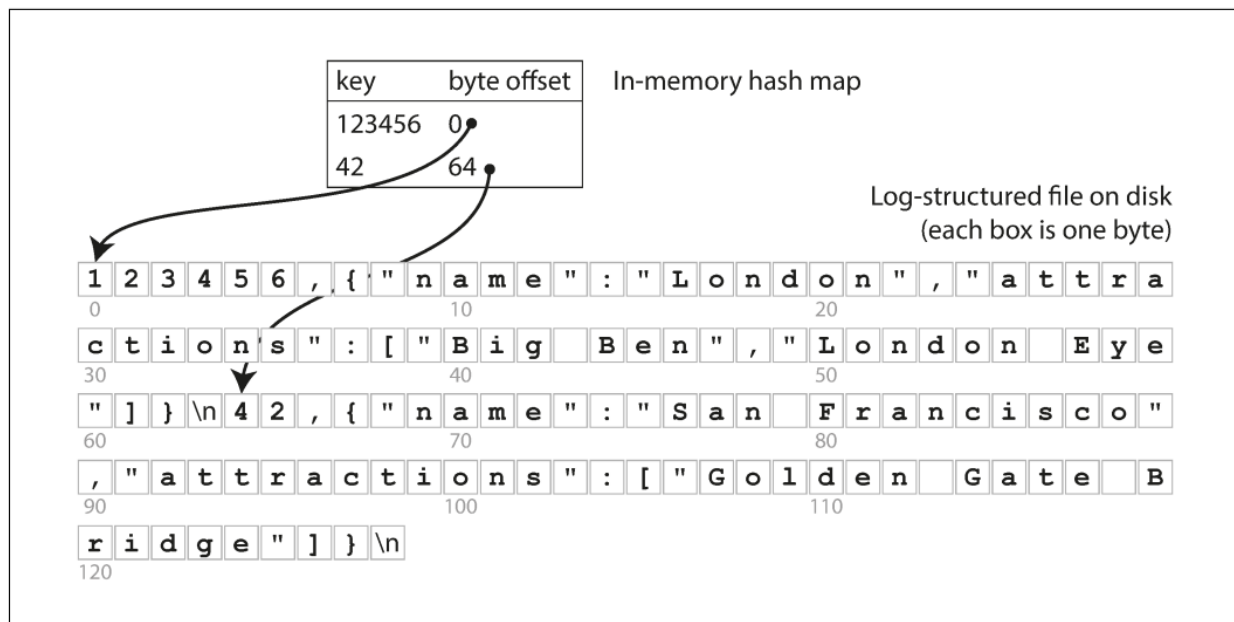 key byte offset In-memory hash map
123456 0
42 64
Log-structured file on disk
(each box is one byte)
123456,{"name":"London","attra
0 10 20
ctions":["Big Ben","London Eye
30 40 50
"]}\n42,{"name":"San Francisco"
60 70 80
,"attractions":["Golden Gate B
90 100 110
ridge"]}\n
120